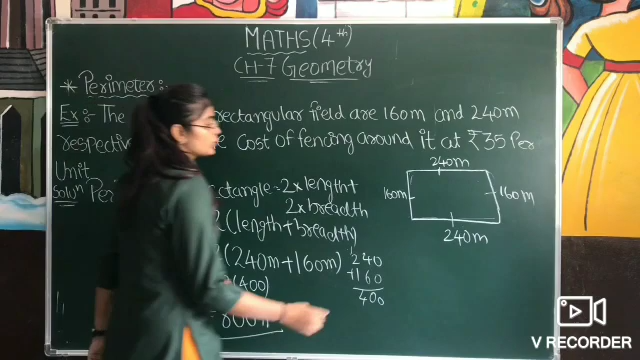 MATHS (4th)
CH-7 Geometry
* Perimeter:-
Ex:- The rectangular field are 160m and 240m
respective cost of fencing around it at ₹35 Per
Unit
Soluⁿ Peri ctangle = 2×length+
2×breadth
2(length+breadth)
(240m+160m)
(400)
= 800
240
+160
400
240m
160m
160m
240m
V RECORDER